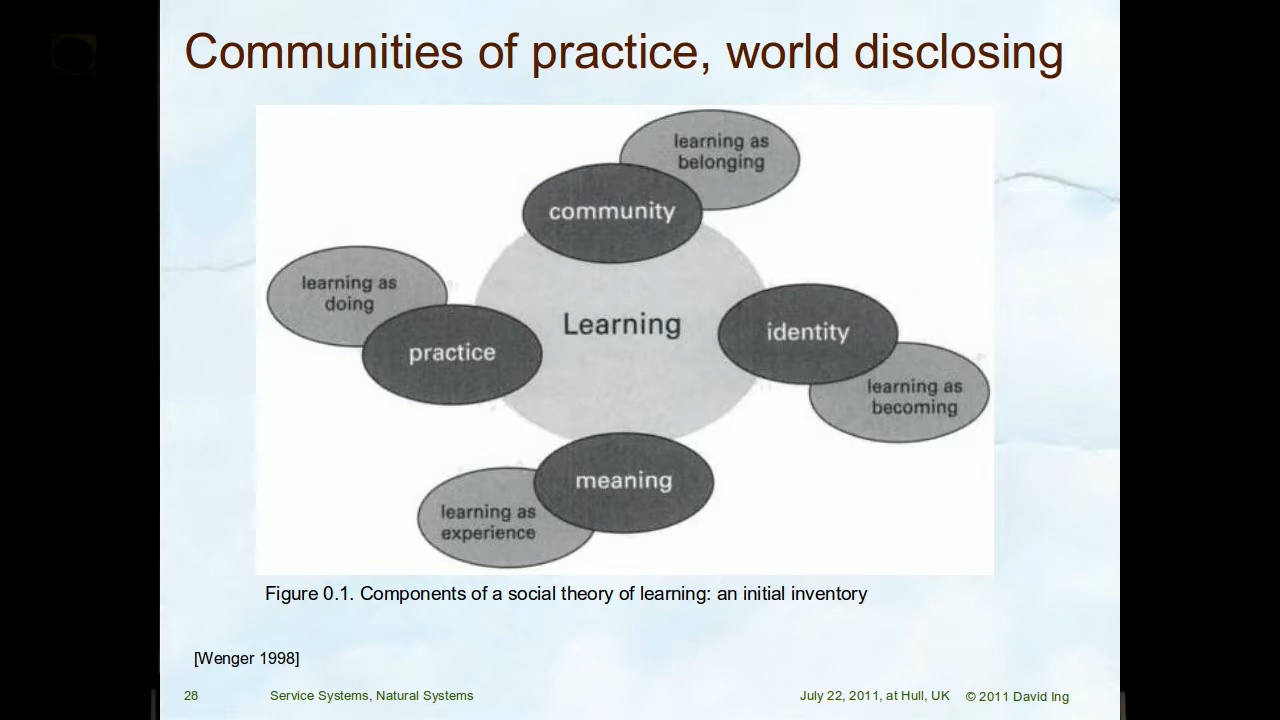 Communities of practice, world disclosing
learning as
belonging
community
learning as
doing
Learning
identity
practice
learning as
becoming
meaning
learning as
experience
Figure 0.1. Components of a social theory of learning: an initial inventory
[Wenger 1998]
28 Service Systems, Natural Systems July 22, 2011, at Hull, UK © 2011 David Ing